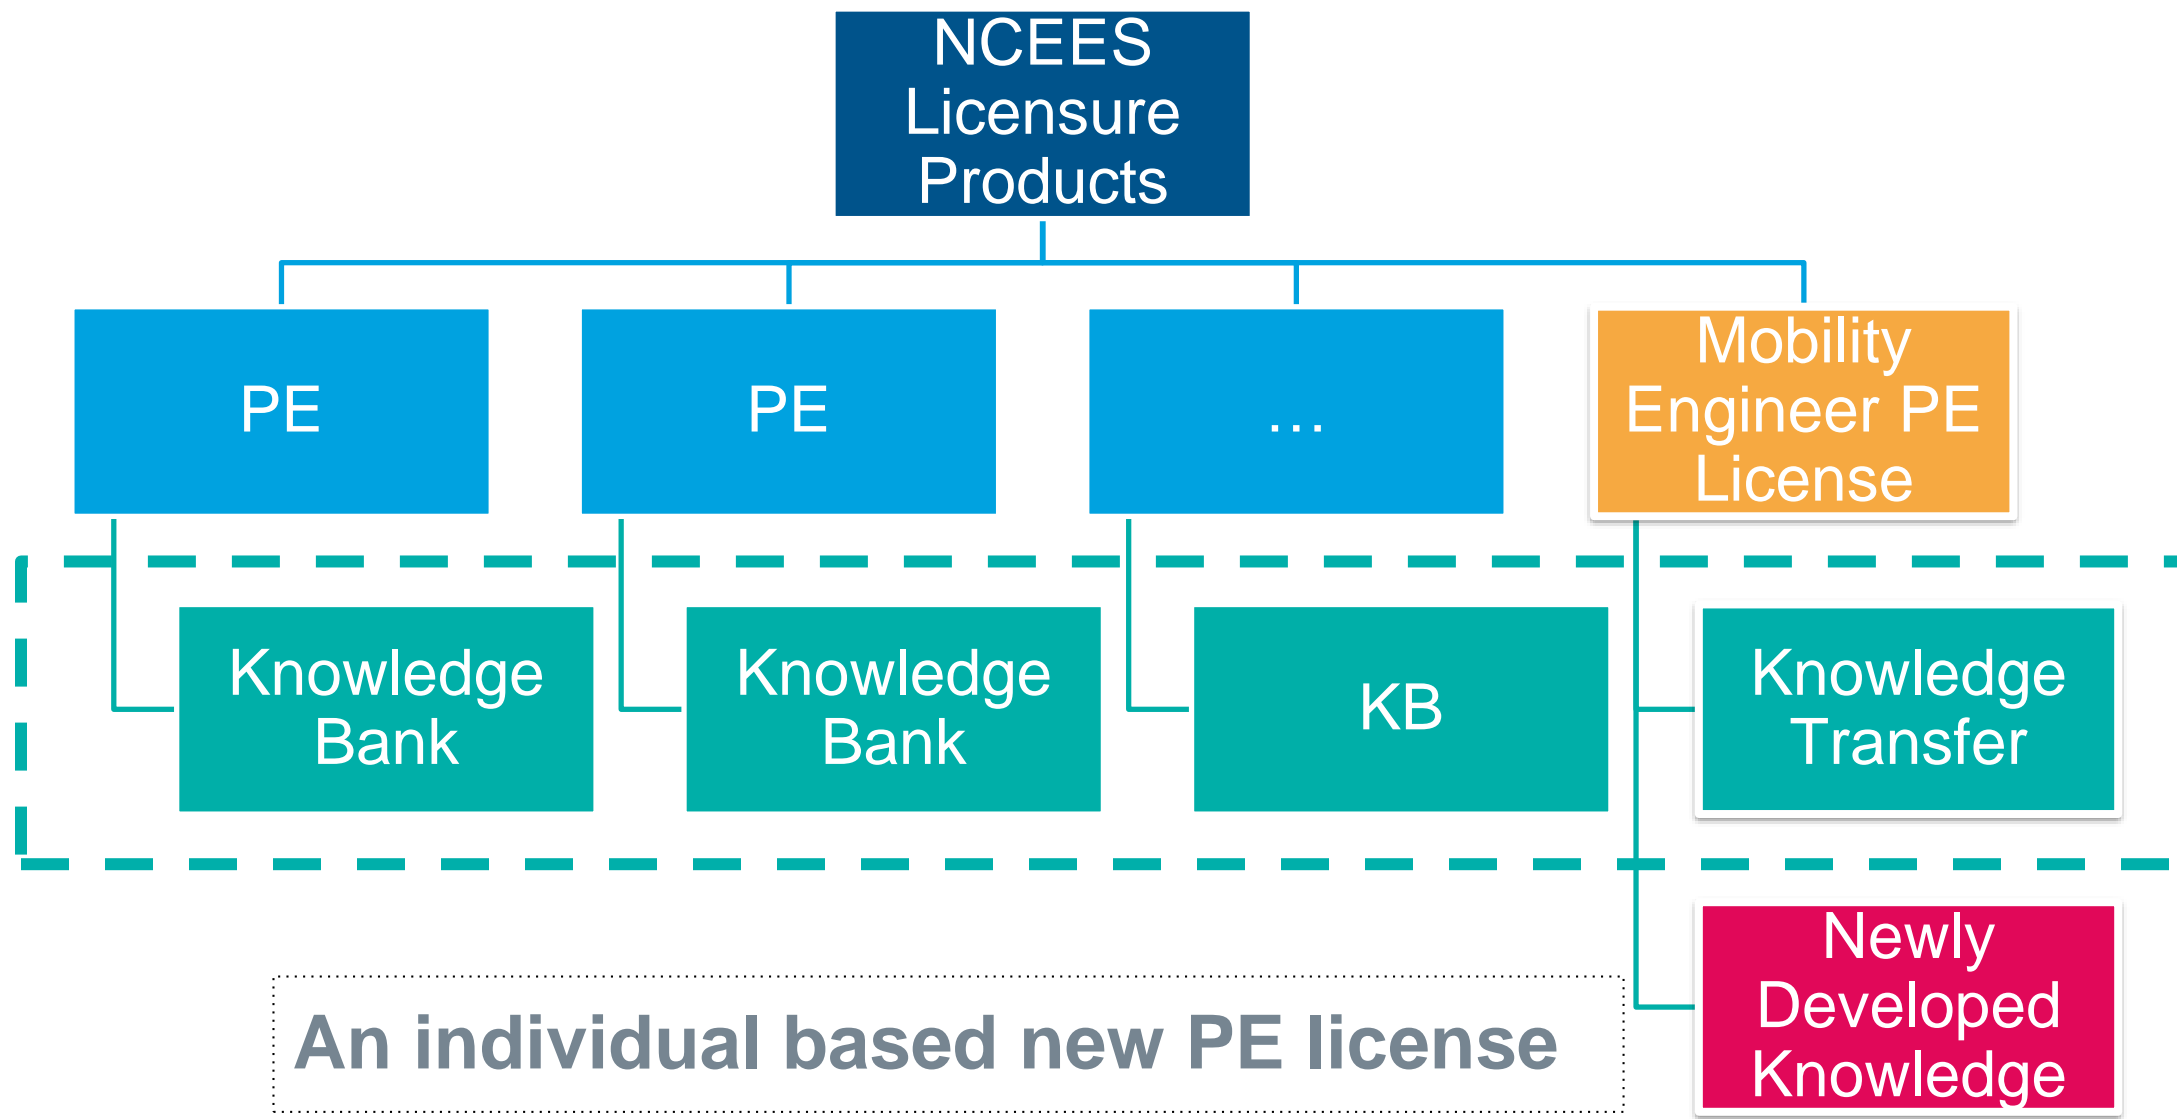 NCEES
Licensure
Products
PE
PE
...
Mobility
Engineer PE
License
Knowledge
Bank
Knowledge
Bank
KB
Knowledge
Transfer
Newly
Developed
Knowledge
An individual based new PE license